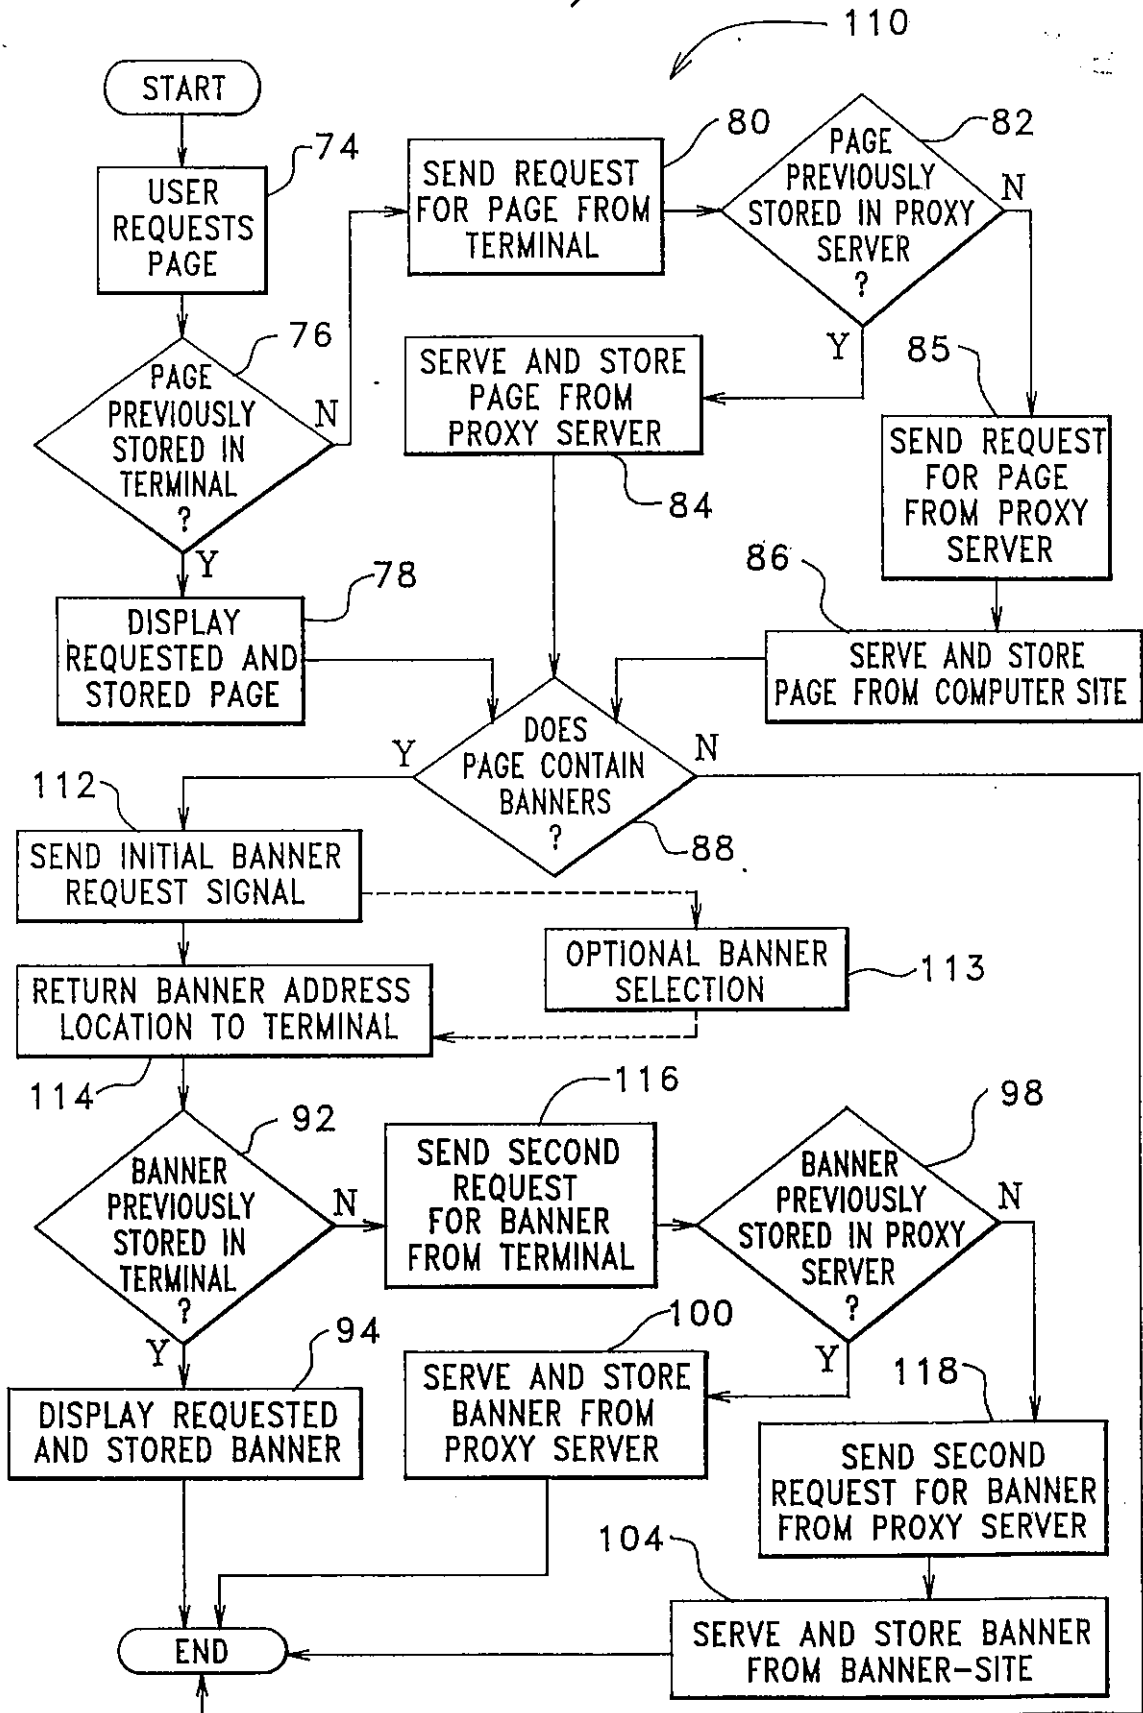 110
START
74
USER
REQUESTS
PAGE
80
SEND REQUEST
FOR PAGE FROM
TERMINAL
82
PAGE
PREVIOUSLY
STORED IN PROXY
SERVER
?
N
Y
76
PAGE
PREVIOUSLY
STORED IN
TERMINAL
?
N
Y
SERVE AND STORE
PAGE FROM
PROXY SERVER
84
85
SEND REQUEST
FOR PAGE
FROM PROXY
SERVER
78
DISPLAY
REQUESTED AND
STORED PAGE
86
SERVE AND STORE
PAGE FROM COMPUTER SITE
DOES
PAGE CONTAIN
BANNERS
?
Y
N
88
112
SEND INITIAL BANNER
REQUEST SIGNAL
OPTIONAL BANNER
SELECTION
113
RETURN BANNER ADDRESS
LOCATION TO TERMINAL
114
92
BANNER
PREVIOUSLY
STORED IN
TERMINAL
?
N
Y
116
SEND SECOND
REQUEST
FOR BANNER
FROM TERMINAL
98
BANNER
PREVIOUSLY
STORED IN PROXY
SERVER
?
N
Y
94
DISPLAY REQUESTED
AND STORED BANNER
100
SERVE AND STORE
BANNER FROM
PROXY SERVER
118
SEND SECOND
REQUEST FOR BANNER
FROM PROXY SERVER
104
SERVE AND STORE BANNER
FROM BANNER-SITE
END